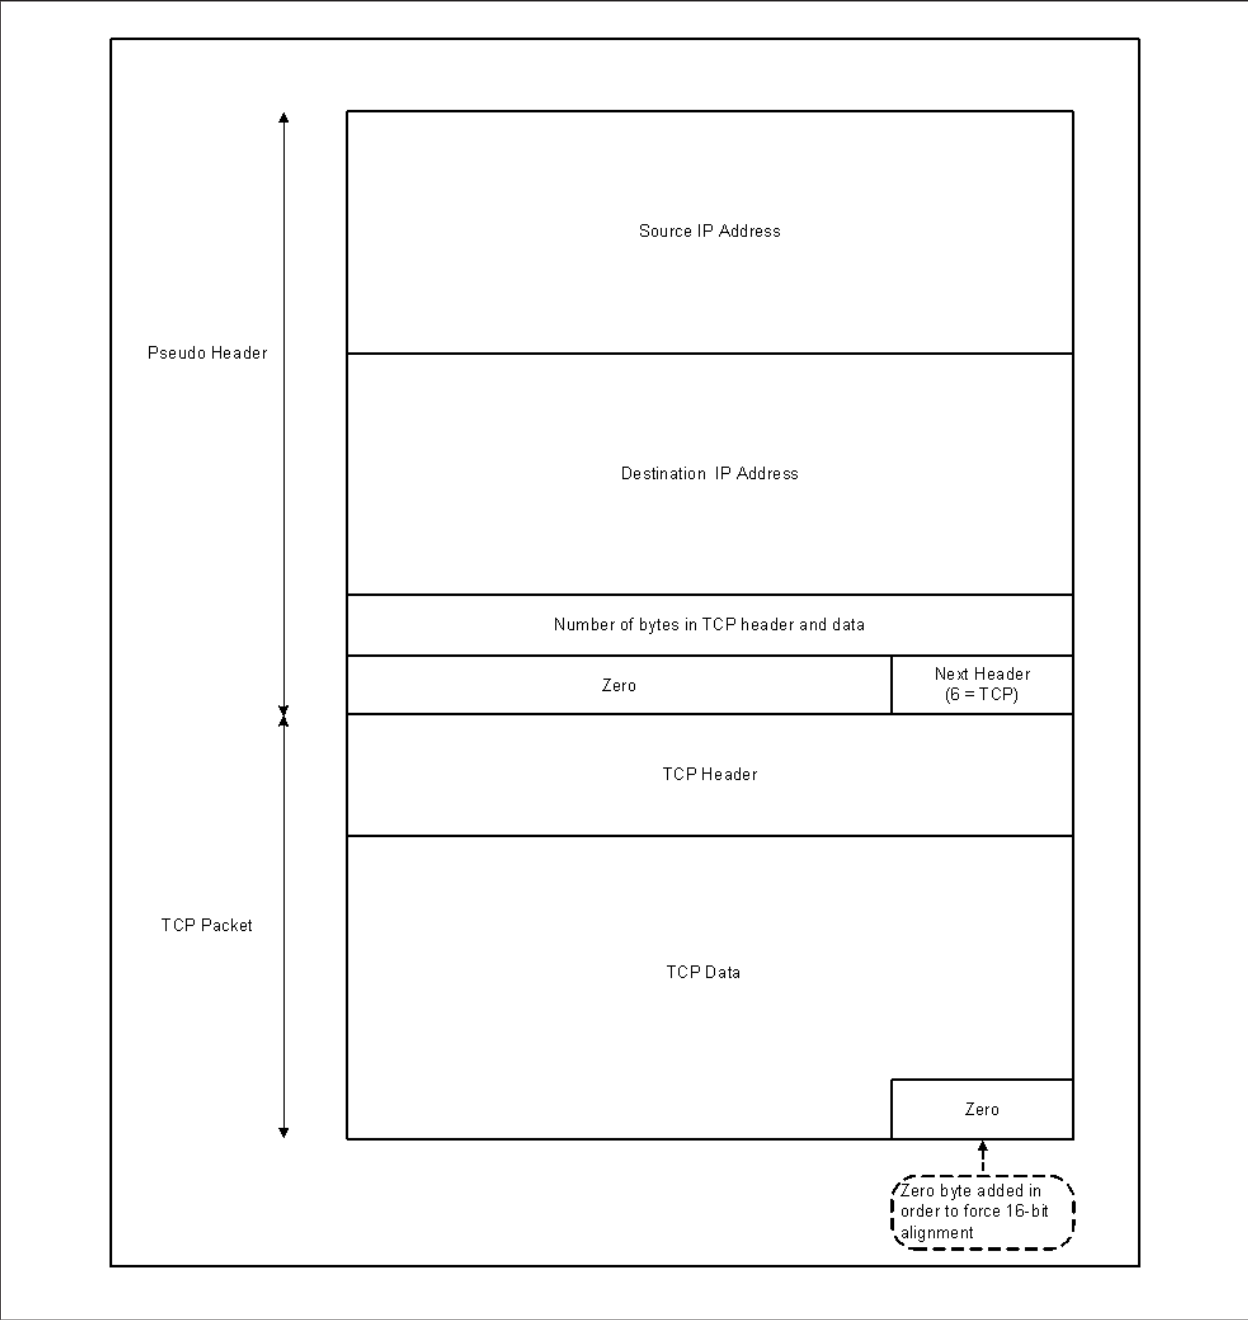 Source IP Address
Pseudo Header
Destination IP Address
Number of bytes in TCP header and data
Zero
Next Header
(6 = TCP)
TCP Header
TCP Packet
TCP Data
Zero
Zero byte added in
order to force 16-bit
alignment